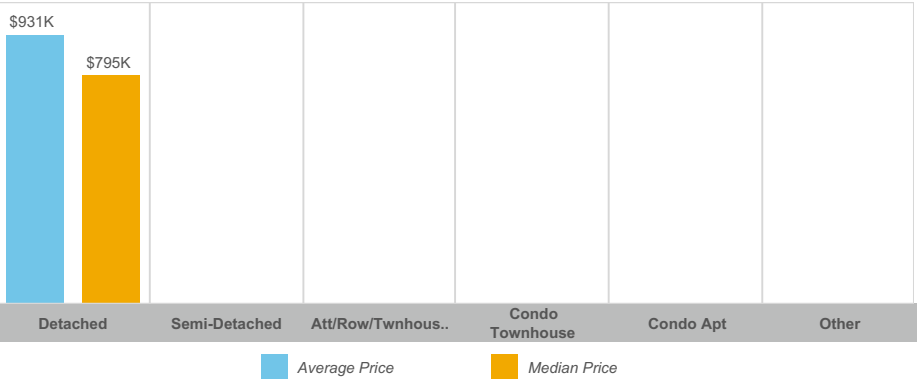 $931K
$795K
Detached
Semi-Detached
Att/Row/Twnhous..
Condo
Townhouse
Condo Apt
Other
Average Price
Median Price